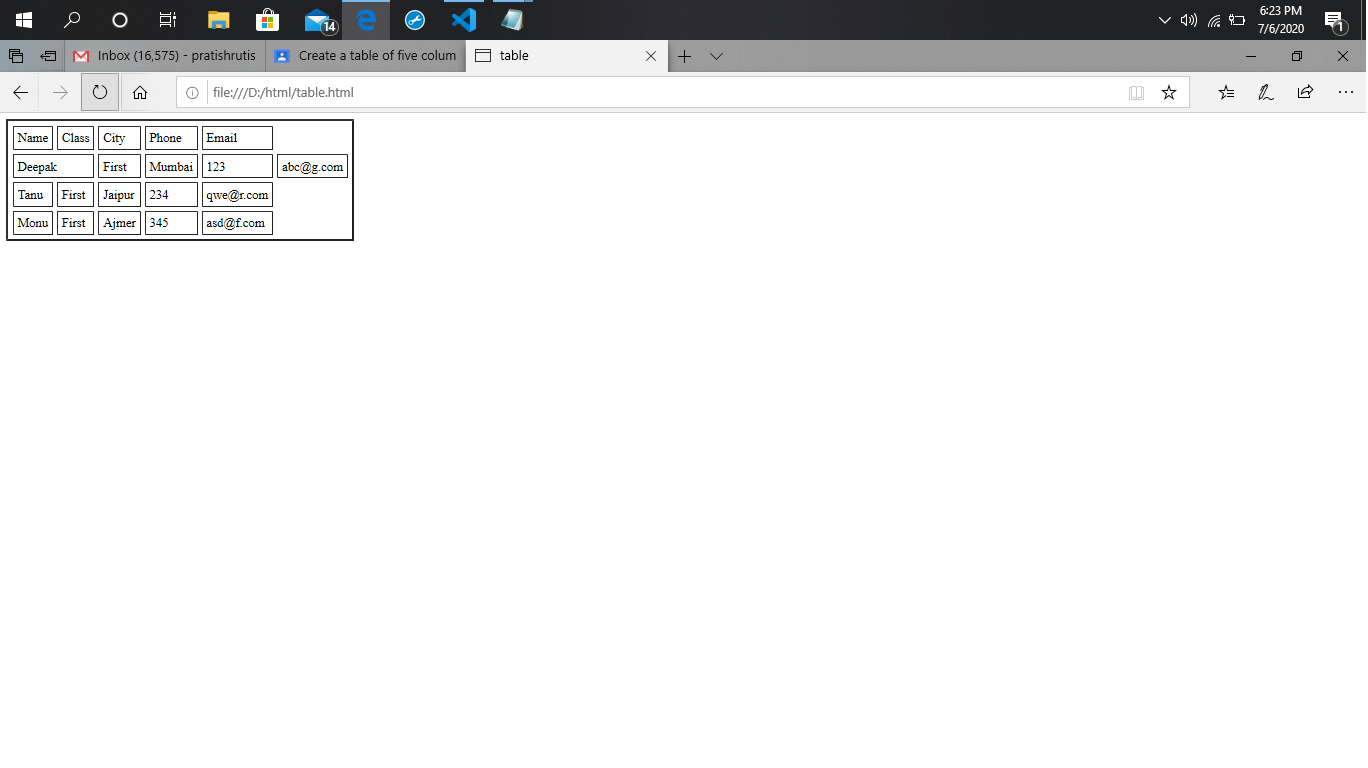 14
6:23 PM
7/6/2020
1
Inbox (16,575) - pratishrutis
Create a table of five colum
table
file:///D:/html/table.html
Name Class City Phone Email
Deepak First Mumbai 123 abc@g.com
Tanu First Jaipur 234 qwe@r.com
Monu First Ajmer 345 asd@f.com